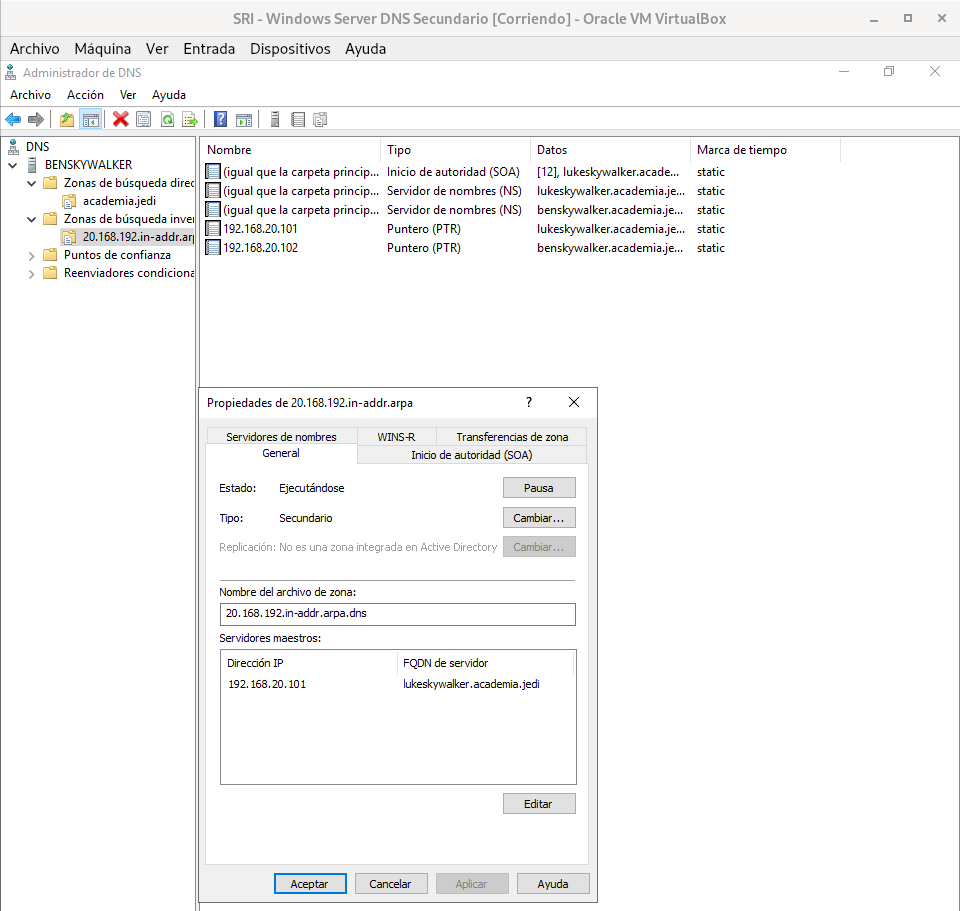 SRI - Windows Server DNS Secundario [Corriendo] - Oracle VM VirtualBox
Archivo Máquina Ver Entrada Dispositivos Ayuda
Administrador de DNS
Archivo Acción Ver Ayuda
DNS
BENSKYWALKER
Zonas de búsqueda direc
academia.jedi
Zonas de búsqueda inver
20.168.192.in-addr.arp
Puntos de confianza
Reenviadores condiciona
Nombre Tipo Datos Marca de tiempo
(igual que la carpeta princip... Inicio de autoridad (SOA) [12], lukeskywalker.acade... static
(igual que la carpeta princip... Servidor de nombres (NS) lukeskywalker.academia.je... static
(igual que la carpeta princip... Servidor de nombres (NS) benskywalker.academia.je... static
192.168.20.101 Puntero (PTR) lukeskywalker.academia.je... static
192.168.20.102 Puntero (PTR) benskywalker.academia.je... static
Propiedades de 20.168.192.in-addr.arpa ?
Servidores de nombres WINS-R Transferencias de zona
General Inicio de autoridad (SOA)
Estado: Ejecutándose Pausa
Tipo: Secundario Cambiar...
Replicación: No es una zona integrada en Active Directory Cambiar...
Nombre del archivo de zona:
20.168.192.in-addr.arpa.dns
Servidores maestros:
Dirección IP FQDN de servidor
192.168.20.101 lukeskywalker.academia.jedi
Editar
Aceptar Cancelar Aplicar Ayuda